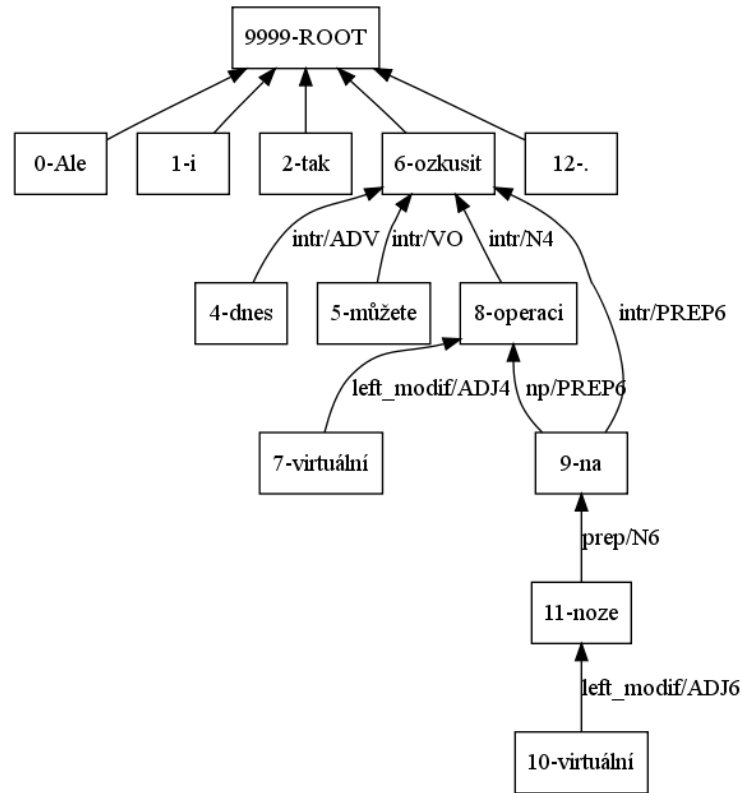 9999-ROOT
0-Ale
1-i
2-tak
6-ozkusit
12-.
intr/ADV
intr/VO
intr/N4
4-dnes
5-můžete
8-operaci
intr/PREP6
left_modif/ADJ4
np/PREP6
7-virtuální
9-na
prep/N6
11-noze
left_modif/ADJ6
10-virtuální